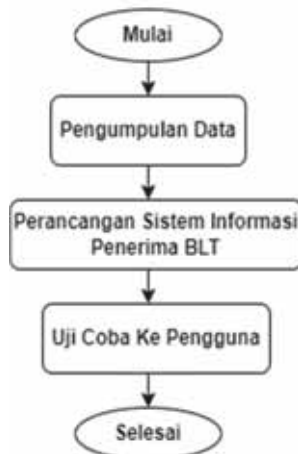 Mulai
Pengumpulan Data
Perancangan Sistem Informasi
Penerima BLT
Uji Coba Ke Pengguna
Selesai